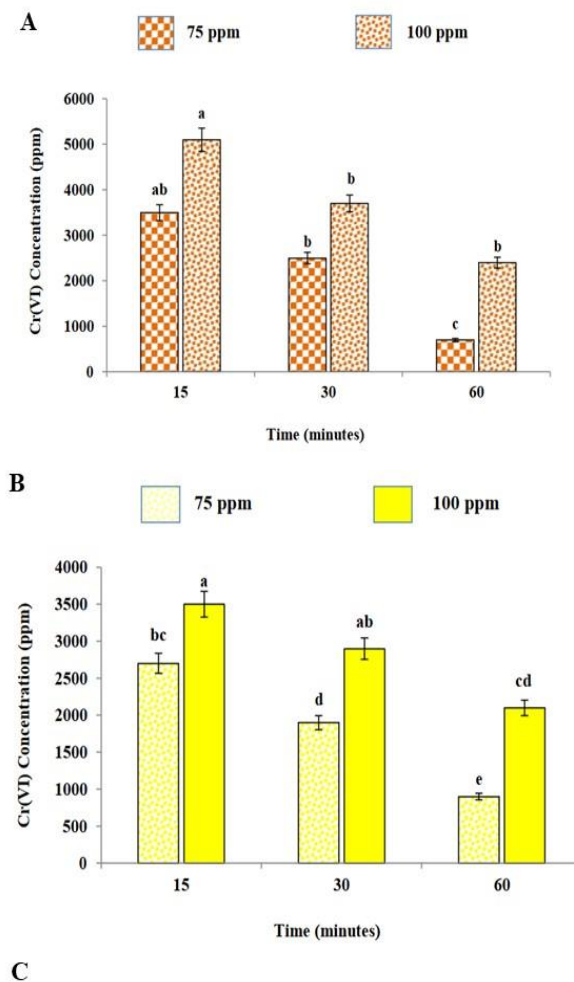 A
75 ppm 100 ppm
Cr(VI) Concentration (ppm)
6000
5000
4000
3000
2000
1000
0
ab a
b b
c b
15 30 60
Time (minutes)
B
75 ppm 100 ppm
Cr(VI) Concentration (ppm)
4000
3500
3000
2500
2000
1500
1000
500
0
bc a
d ab
e cd
15 30 60
Time (minutes)
C